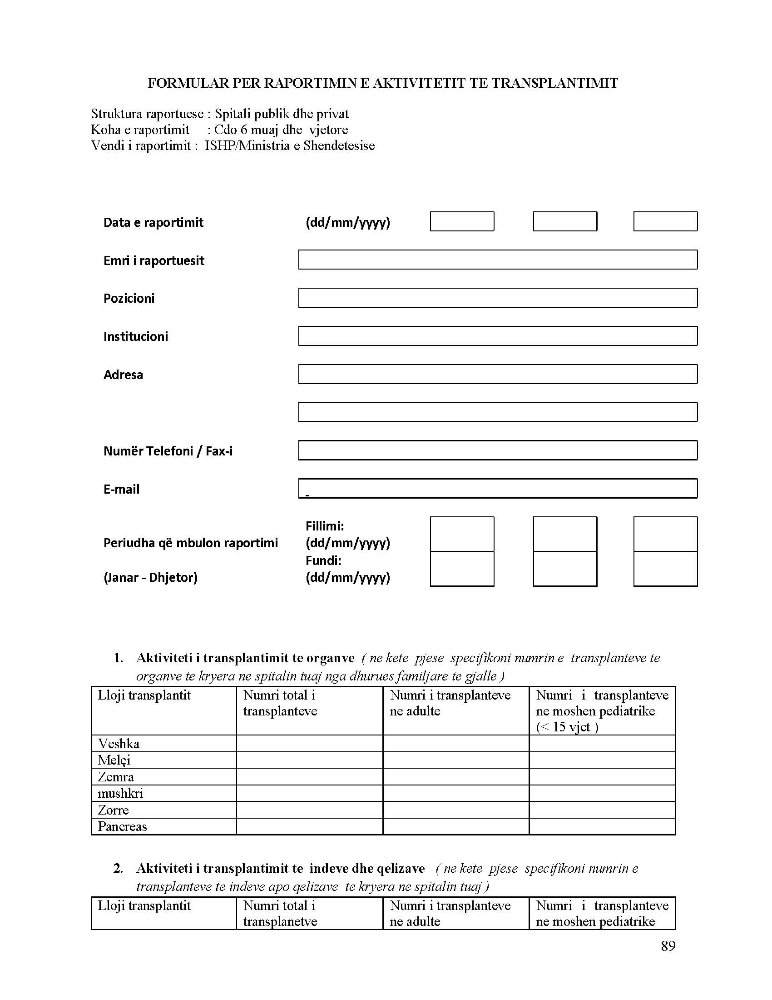 FORMULAR PER RAPORTIMIN E AKTIVITETIT TE TRANSPLANTIMIT
Struktura raportuese : Spitali publik dhe privat
Koha e raportimit : Cdo 6 muaj dhe vjetore
Vendi i raportimit : ISHP/Ministria e Shendetesise
Data e raportimit (dd/mm/yyyy)
Emri i raportuesit
Pozicioni
Institucioni
Adresa
Numër Telefoni / Fax-i
E-mail -
Fillimi:
Periudha që mbulon raportimi (dd/mm/yyyy)
Fundi:
(Janar - Dhjetor) (dd/mm/yyyy)
1. Aktiviteti i transplantimit te organve ( ne kete pjese specifikoni numrin e transplanteve te
organve te kryera ne spitalin tuaj nga dhurues familjare te gjalle )
Lloji transplantit Numri total i Numri i transplanteve Numri i transplanteve
transplanteve ne adulte ne moshen pediatrike
(< 15 vjet )
Veshka
Melçi
Zemra
mushkri
Zorre
Pancreas
2. Aktiviteti i transplantimit te indeve dhe qelizave ( ne kete pjese specifikoni numrin e
transplanteve te indeve apo qelizave te kryera ne spitalin tuaj )
Lloji transplantit Numri total i Numri i transplanteve Numri i transplanteve
transplanetve ne adulte ne moshen pediatrike
89